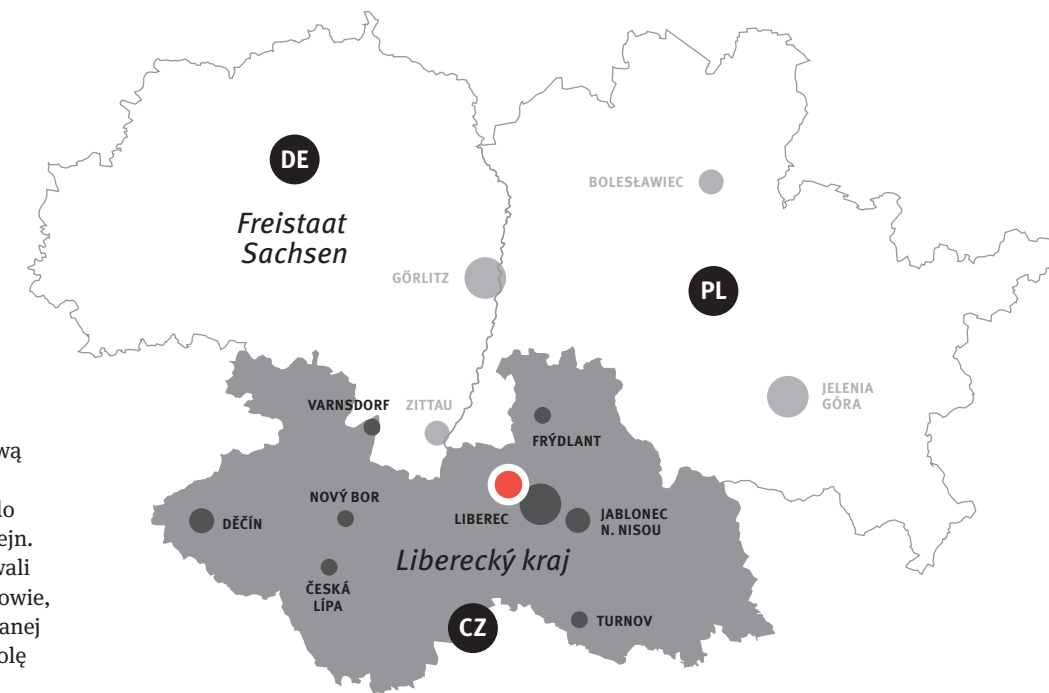 DE
Freistaat
Sachsen
BOLESŁAWIEC
GÖRLITZ
PL
JELENIA
GÓRA
VARNSDORF
ZITTAU
FRÝDLANT
NOVÝ BOR
DĚČÍN
LIBEREC
JABLONEC
N. NISOU
Liberecký kraj
ČESKÁ
LÍPA
CZ
TURNOV